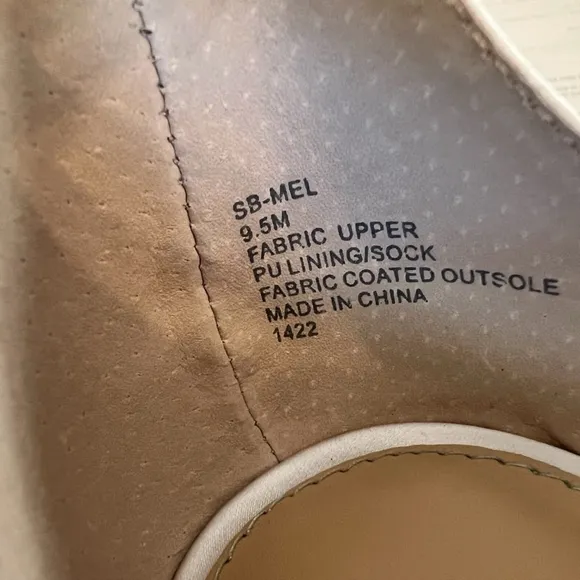 SB-MEL
9.5M
FABRIC UPPER
PU LINING/SOCK
FABRIC COATED OUTSOLE
MADE IN CHINA
1422